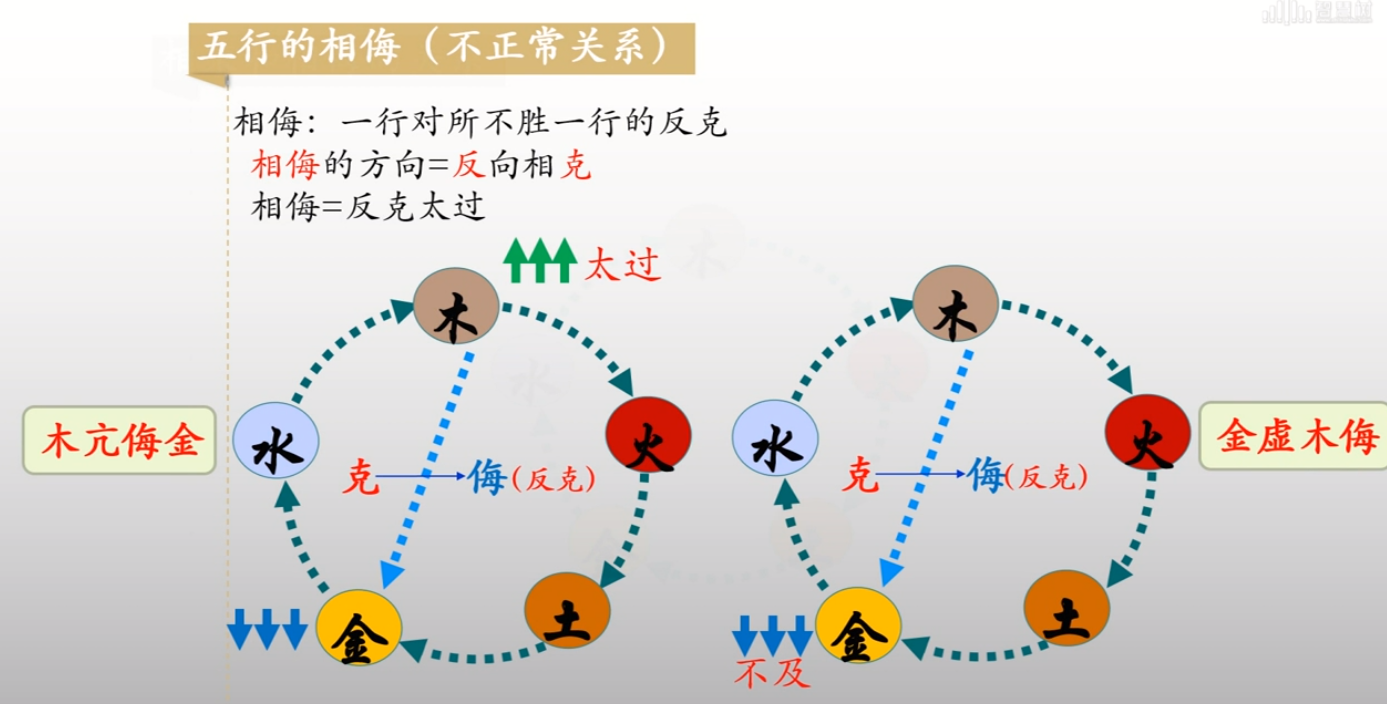 五行的相侮（不正常关系）
相侮：一行对所不胜一行的反克
相侮的方向=反向相克
相侮=反克太过
太过
木
木
木亢侮金
水
火
水
火
金虚木侮
克
侮(反克)
克
侮(反克)
金
土
金
土
不及